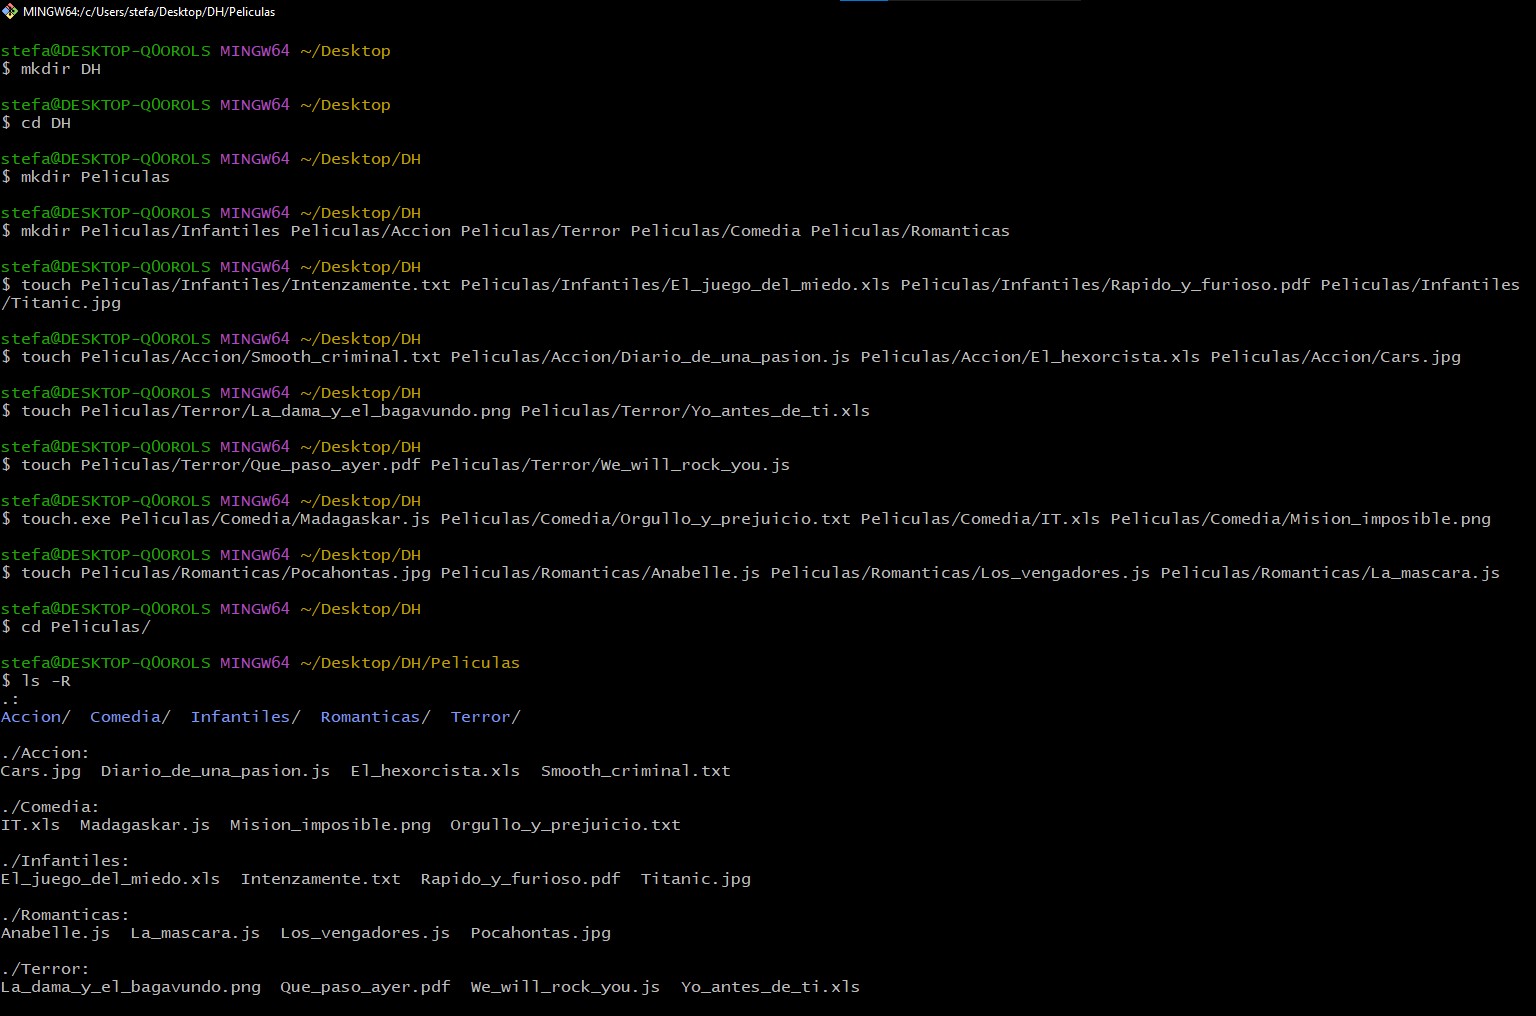 MINGW64:/c/Users/stefa/Desktop/DH/Peliculas
stefa@DESKTOP-Q0OROLS MINGW64 ~/Desktop
$ mkdir DH
stefa@DESKTOP-Q0OROLS MINGW64 ~/Desktop
$ cd DH
stefa@DESKTOP-Q0OROLS MINGW64 ~/Desktop/DH
$ mkdir Peliculas
stefa@DESKTOP-Q0OROLS MINGW64 ~/Desktop/DH
$ mkdir Peliculas/Infantiles Peliculas/Accion Peliculas/Terror Peliculas/Comedia Peliculas/Romanticas
stefa@DESKTOP-Q0OROLS MINGW64 ~/Desktop/DH
$ touch Peliculas/Infantiles/Intenzamente.txt Peliculas/Infantiles/El_juego_del_miedo.xls Peliculas/Infantiles/Rapido_y_furioso.pdf Peliculas/Infantiles
/Titanic.jpg
stefa@DESKTOP-Q0OROLS MINGW64 ~/Desktop/DH
$ touch Peliculas/Accion/Smooth_criminal.txt Peliculas/Accion/Diario_de_una_pasion.js Peliculas/Accion/El_hexorcista.xls Peliculas/Accion/Cars.jpg
stefa@DESKTOP-Q0OROLS MINGW64 ~/Desktop/DH
$ touch Peliculas/Terror/La_dama_y_el_bagavundo.png Peliculas/Terror/Yo_antes_de_ti.xls
stefa@DESKTOP-Q0OROLS MINGW64 ~/Desktop/DH
$ touch Peliculas/Terror/Que_paso_ayer.pdf Peliculas/Terror/We_will_rock_you.js
stefa@DESKTOP-Q0OROLS MINGW64 ~/Desktop/DH
$ touch.exe Peliculas/Comedia/Madagaskar.js Peliculas/Comedia/Orgullo_y_prejuicio.txt Peliculas/Comedia/IT.xls Peliculas/Comedia/Mision_imposible.png
stefa@DESKTOP-Q0OROLS MINGW64 ~/Desktop/DH
$ touch Peliculas/Romanticas/Pocahontas.jpg Peliculas/Romanticas/Anabelle.js Peliculas/Romanticas/Los_vengadores.js Peliculas/Romanticas/La_mascara.js
stefa@DESKTOP-Q0OROLS MINGW64 ~/Desktop/DH
$ cd Peliculas/
stefa@DESKTOP-Q0OROLS MINGW64 ~/Desktop/DH/Peliculas
$ ls -R
.:
Accion/  Comedia/  Infantiles/  Romanticas/  Terror/
./Accion:
Cars.jpg  Diario_de_una_pasion.js  El_hexorcista.xls  Smooth_criminal.txt
./Comedia:
IT.xls  Madagaskar.js  Mision_imposible.png  Orgullo_y_prejuicio.txt
./Infantiles:
El_juego_del_miedo.xls  Intenzamente.txt  Rapido_y_furioso.pdf  Titanic.jpg
./Romanticas:
Anabelle.js  La_mascara.js  Los_vengadores.js  Pocahontas.jpg
./Terror:
La_dama_y_el_bagavundo.png  Que_paso_ayer.pdf  We_will_rock_you.js  Yo_antes_de_ti.xls